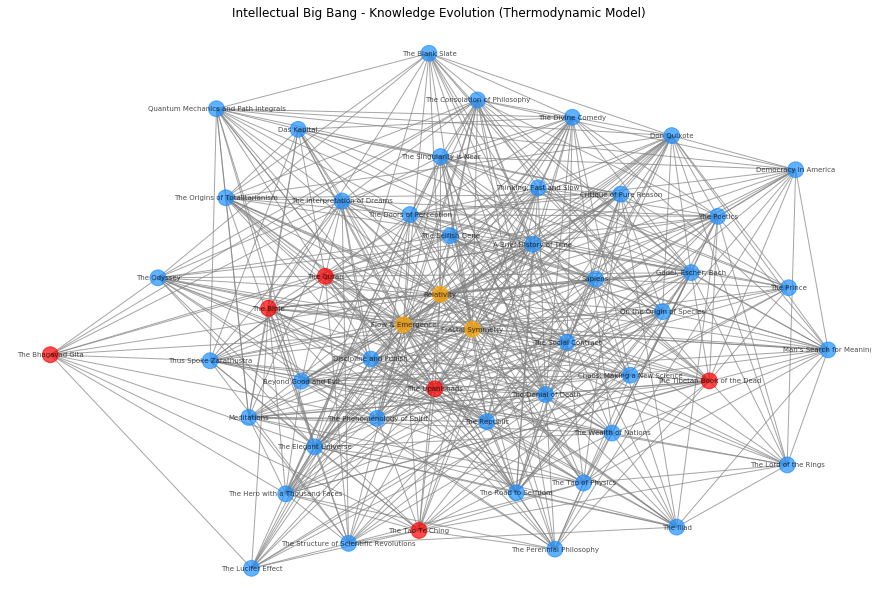 Intellectual Big Bang - Knowledge Evolution (Thermodynamic Model)
The Blank Slate
The Consolation of Philosophy
Quantum Mechanics and Path Integrals
The Divine Comedy
Das Kapital
Don Quixote
The Singularity is Near
Democracy in America
Thinking, Fast and Slow
Critique of Pure Reason
The Origins of Totalitarianism
The Interpretation of Dreams
The Doors of Perception
The Poetics
The Selfish Gene
A Brief History of Time
Gödel, Escher, Bach
The Quran
The Odyssey
Sapiens
The Prince
Relativity
The Bible
On the Origin of Species
Flow & Emergence
Fractal Symmetry
The Social Contract
Man's Search for Meaning
The Bhagavad Gita
Thus Spoke Zarathustra
Discipline and Punish
Chaos: Making a New Science
Beyond Good and Evil
The Tibetan Book of the Dead
The Upanishads
The Denial of Death
Meditations
The Phenomenology of Spirit
The Republic
The Wealth of Nations
The Elegant Universe
The Lord of the Rings
The Tao of Physics
The Hero with a Thousand Faces
The Road to Serfdom
The Iliad
The Tao Te Ching
The Structure of Scientific Revolutions
The Perennial Philosophy
The Lucifer Effect